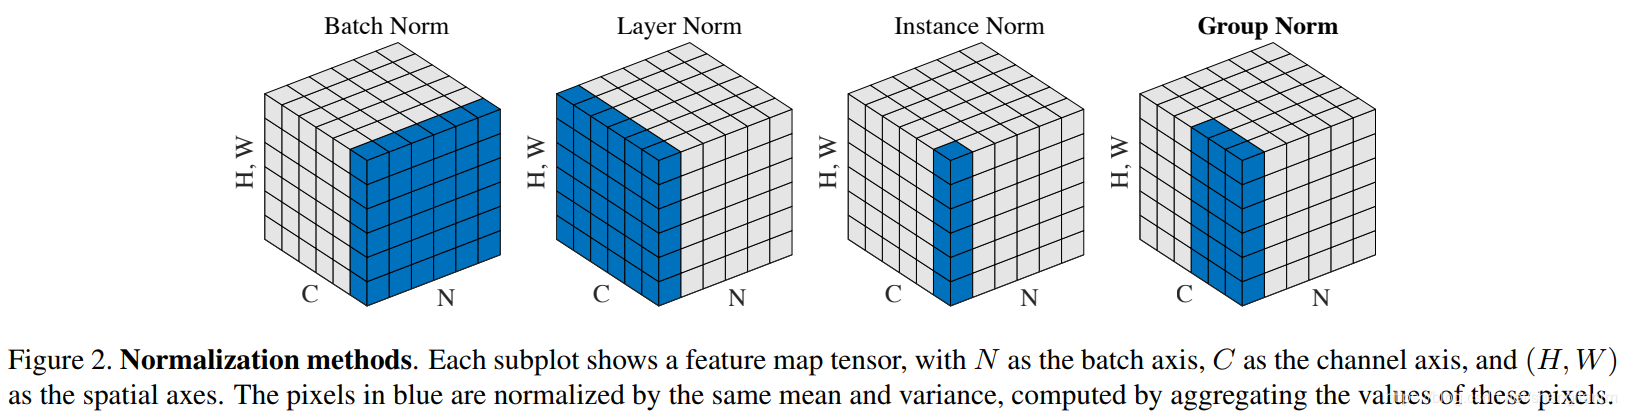 Batch Norm
Layer Norm
Instance Norm
Group Norm
H, W
H, W
H, W
H, W
C
N
C
N
C
N
C
N
Figure 2. Normalization methods. Each subplot shows a feature map tensor, with N as the batch axis, C as the channel axis, and (H, W)
as the spatial axes. The pixels in blue are normalized by the same mean and variance, computed by aggregating the values of these pixels.